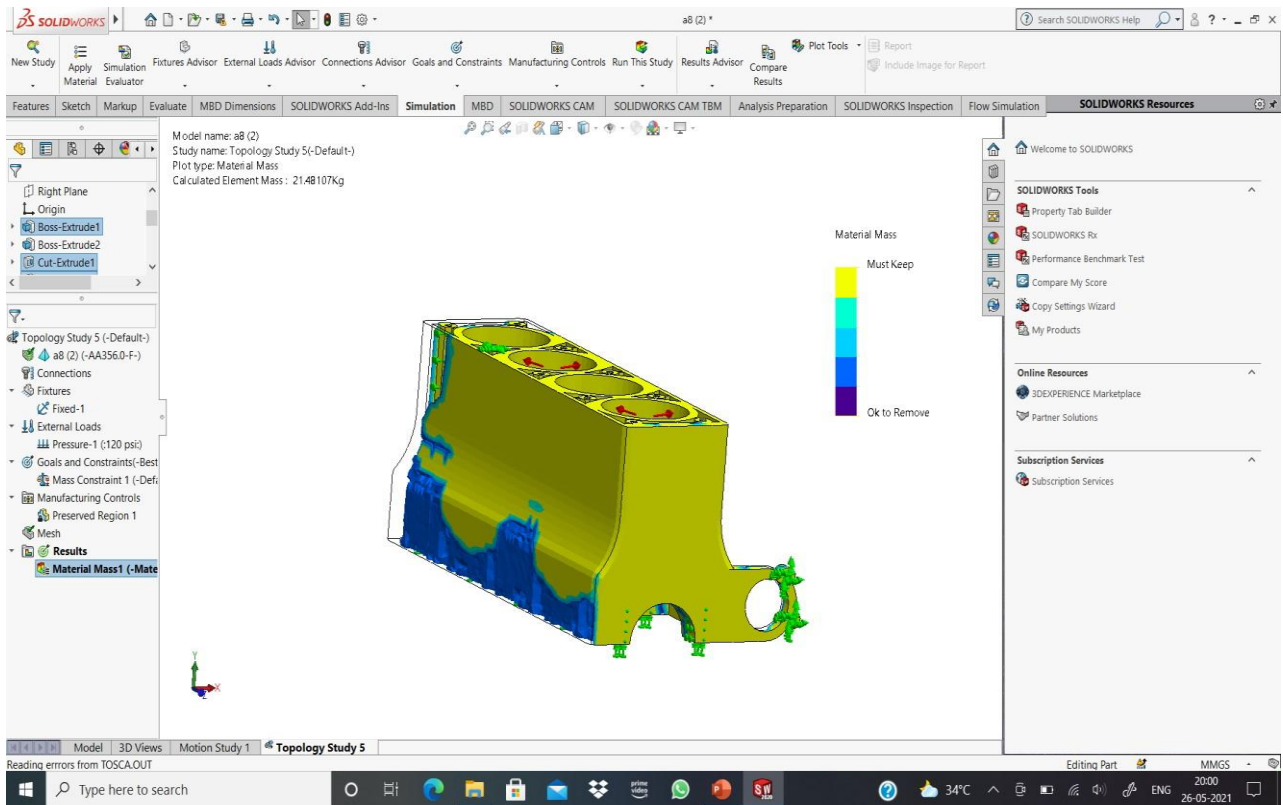 SOLIDWORKS
a8 (2) *
Search SOLIDWORKS Help
New Study
Apply Material
Simulation Evaluator
Fixtures Advisor
External Loads Advisor
Connections Advisor
Goals and Constraints
Manufacturing Controls
Run This Study
Results Advisor
Compare Results
Plot Tools
Report
Include Image for Report
Features
Sketch
Markup
Evaluate
MBD Dimensions
SOLIDWORKS Add-Ins
Simulation
MBD
SOLIDWORKS CAM
SOLIDWORKS CAM TBM
Analysis Preparation
SOLIDWORKS Inspection
Flow Simulation
SOLIDWORKS Resources
Model name: a8 (2)
Study name: Topology Study 5(-Default-)
Plot type: Material Mass
Calculated Element Mass : 21.48107Kg
Right Plane
Origin
Boss-Extrude1
Boss-Extrude2
Cut-Extrude1
Topology Study 5 (-Default-)
a8 (2) (-AA356.0-F-)
Connections
Fixtures
Fixed-1
External Loads
Pressure-1 (:120 psi:)
Goals and Constraints(-Best
Mass Constraint 1 (-Defa
Manufacturing Controls
Preserved Region 1
Mesh
Results
Material Mass1 (-Mate
Material Mass
Must Keep
Ok to Remove
Welcome to SOLIDWORKS
SOLIDWORKS Tools
Property Tab Builder
SOLIDWORKS Rx
Performance Benchmark Test
Compare My Score
Copy Settings Wizard
My Products
Online Resources
3DEXPERIENCE Marketplace
Partner Solutions
Subscription Services
Subscription Services
Y
X
Z
Model
3D Views
Motion Study 1
Topology Study 5
Reading errrors from TOSCA.OUT
Editing Part
MMGS
Type here to search
prime video
34°C
ENG
20:00
26-05-2021